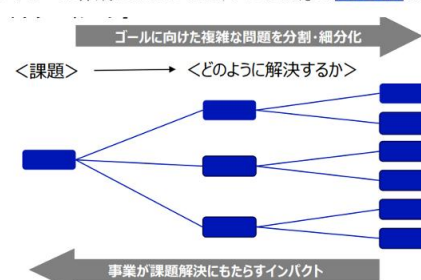 ゴールに向けた複雑な問題を分割・細分化
＜課題＞ ＜どのように解決するか＞
事業が課題解決にもたらすインパクト